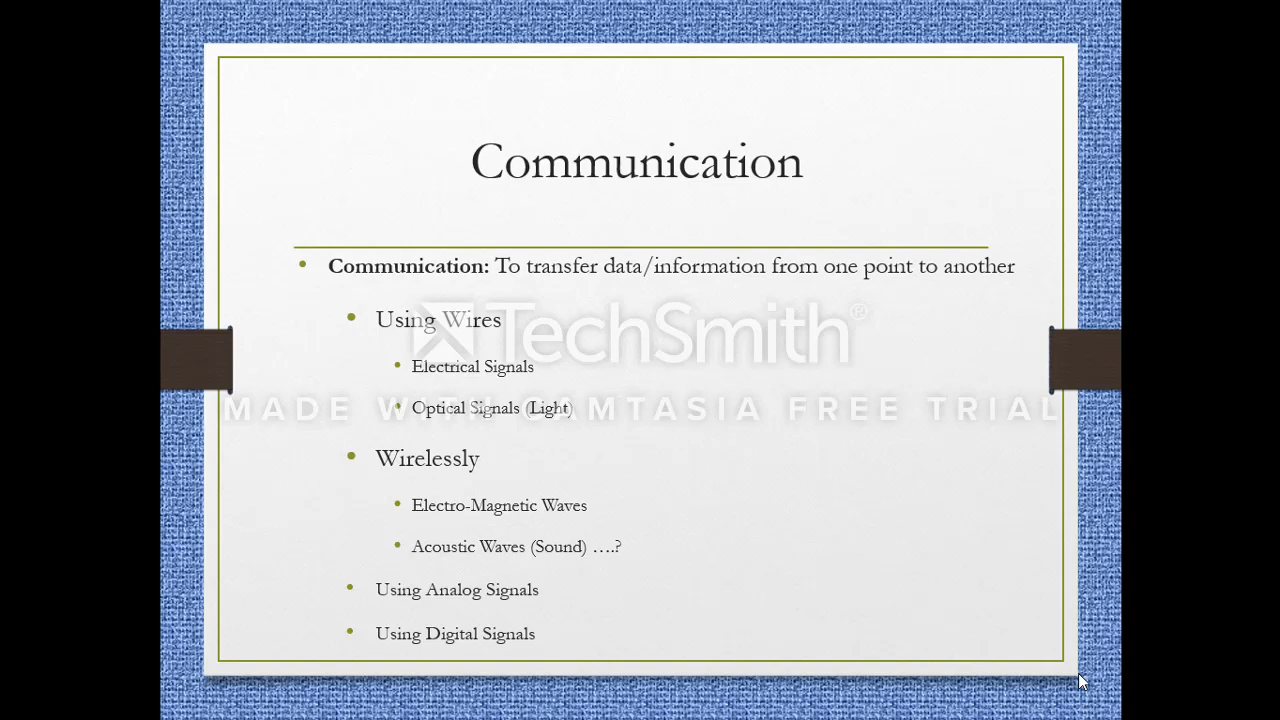 Communication
Communication: To transfer data/information from one point to another
Using Wires
TechSmith®
Electrical Signals
MADE WITH CAMTASIA FREE TRIAL
Optical Signals (Light)
Wirelessly
Electro-Magnetic Waves
Acoustic Waves (Sound) ….?
Using Analog Signals
Using Digital Signals